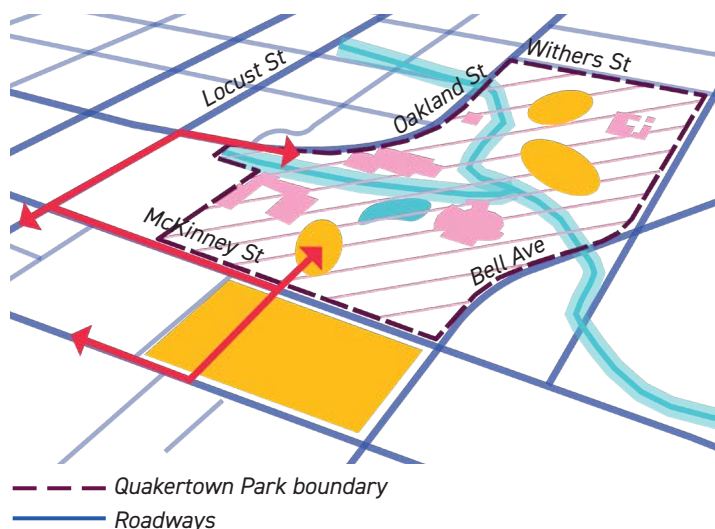 Withers St
Locust St
Oakland St
McKinney St
Bell Ave
Quakertown Park boundary
Roadways